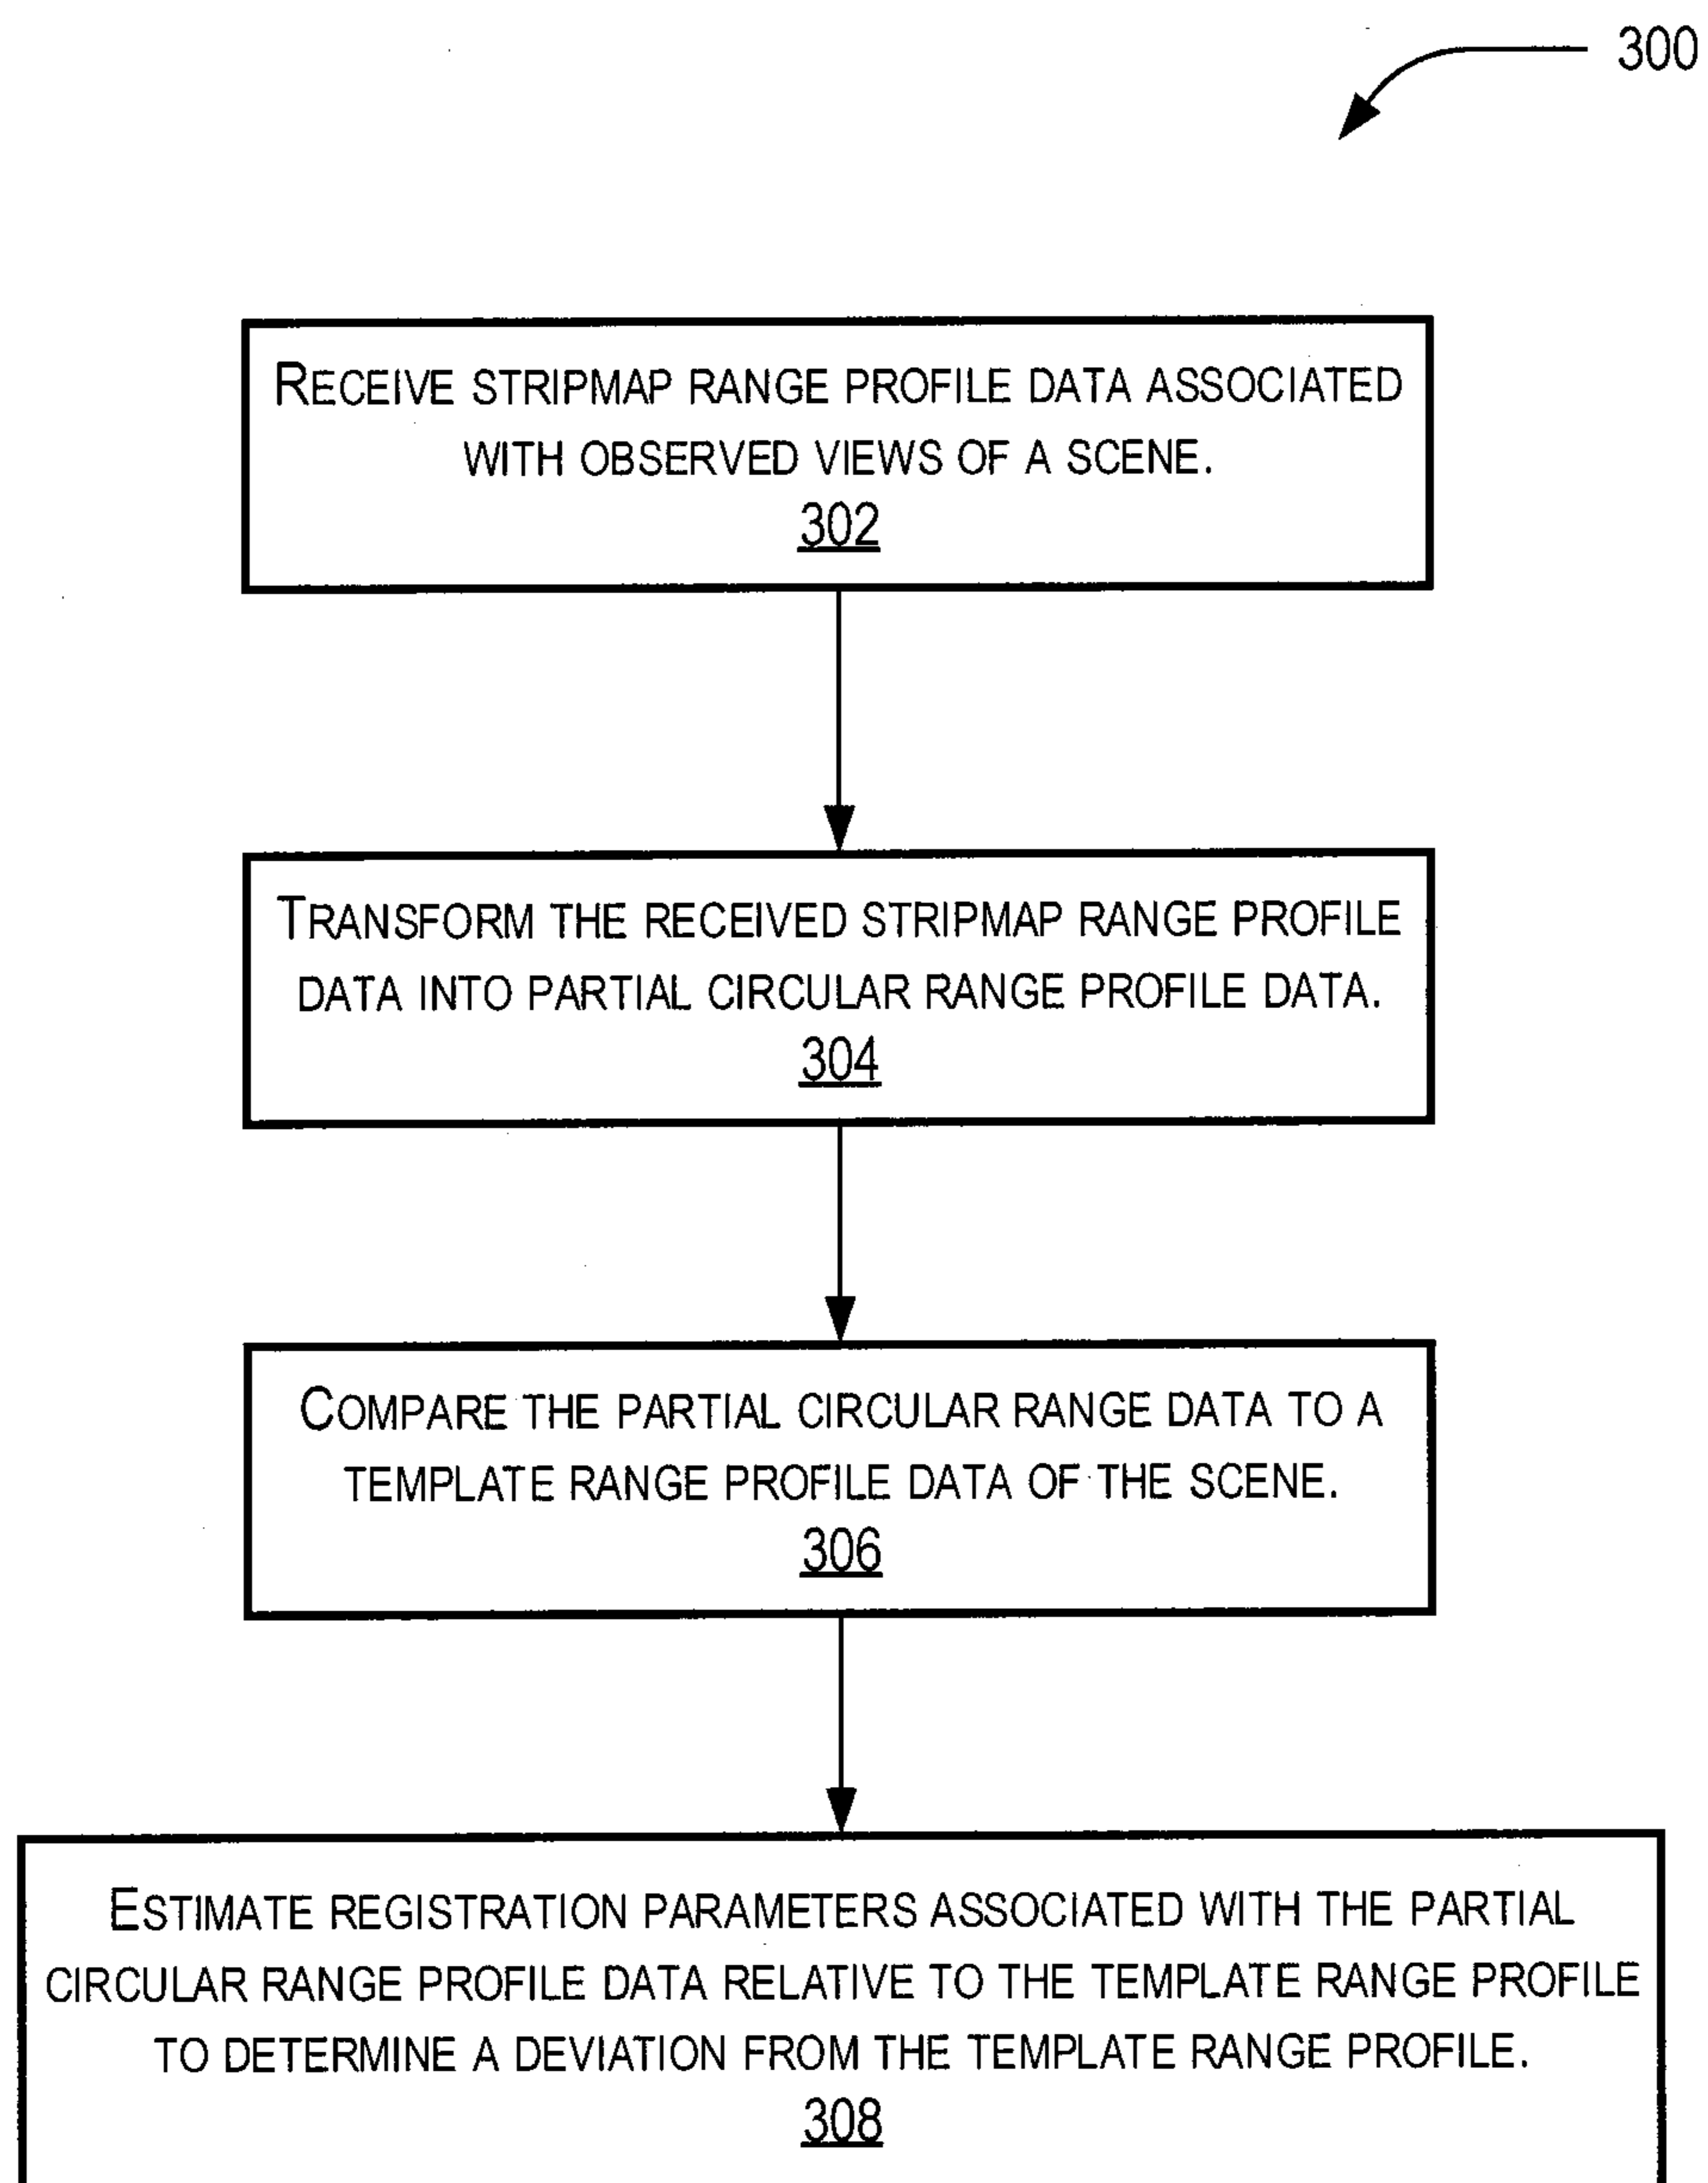 300
RECEIVE STRIPMAP RANGE PROFILE DATA ASSOCIATED
WITH OBSERVED VIEWS OF A SCENE.
302
TRANSFORM THE RECEIVED STRIPMAP RANGE PROFILE
DATA INTO PARTIAL CIRCULAR RANGE PROFILE DATA.
304
COMPARE THE PARTIAL CIRCULAR RANGE DATA TO A
TEMPLATE RANGE PROFILE DATA OF THE SCENE.
306
ESTIMATE REGISTRATION PARAMETERS ASSOCIATED WITH THE PARTIAL
CIRCULAR RANGE PROFILE DATA RELATIVE TO THE TEMPLATE RANGE PROFILE
TO DETERMINE A DEVIATION FROM THE TEMPLATE RANGE PROFILE.
308